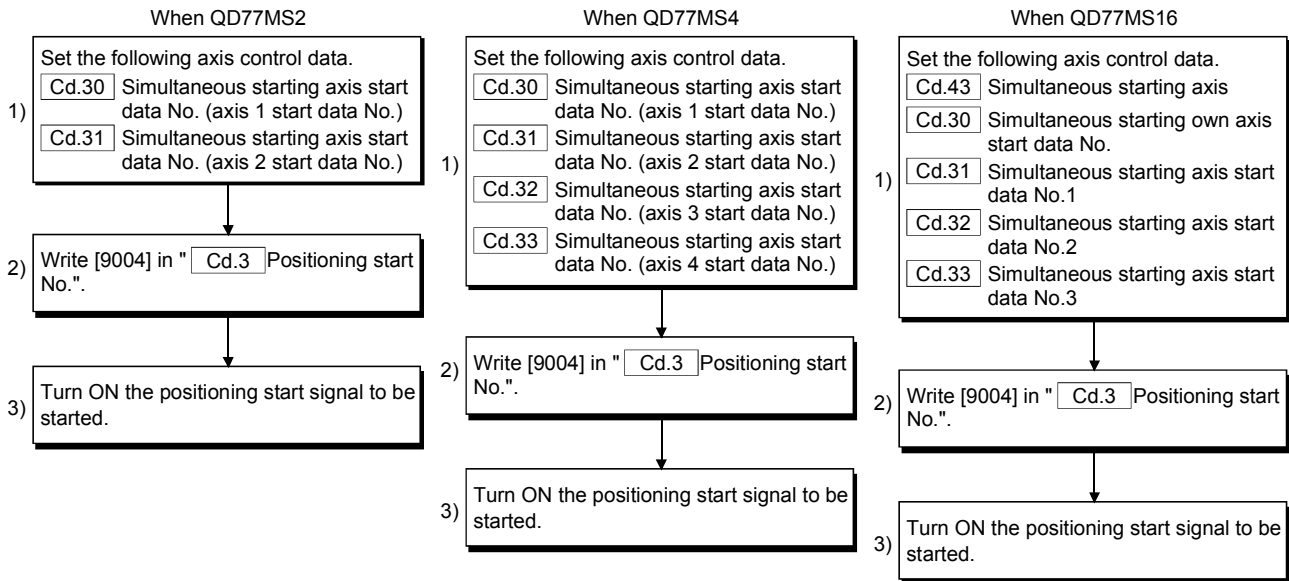 When QD77MS2
Set the following axis control data.
Cd.30 Simultaneous starting axis start
data No. (axis 1 start data No.)
1)
Cd.31 Simultaneous starting axis start
data No. (axis 2 start data No.)
2)
Write [9004] in " Cd.3 Positioning start
No.".
3)
Turn ON the positioning start signal to be
started.
When QD77MS4
Set the following axis control data.
Cd.30 Simultaneous starting axis start
data No. (axis 1 start data No.)
Cd.31 Simultaneous starting axis start
data No. (axis 2 start data No.)
1)
Cd.32 Simultaneous starting axis start
data No. (axis 3 start data No.)
Cd.33 Simultaneous starting axis start
data No. (axis 4 start data No.)
2)
Write [9004] in " Cd.3 Positioning start
No.".
3)
Turn ON the positioning start signal to be
started.
When QD77MS16
Set the following axis control data.
Cd.43 Simultaneous starting axis
Cd.30 Simultaneous starting own axis
start data No.
1)
Cd.31 Simultaneous starting axis start
data No.1
Cd.32 Simultaneous starting axis start
data No.2
Cd.33 Simultaneous starting axis start
data No.3
2)
Write [9004] in " Cd.3 Positioning start
No.".
3)
Turn ON the positioning start signal to be
started.